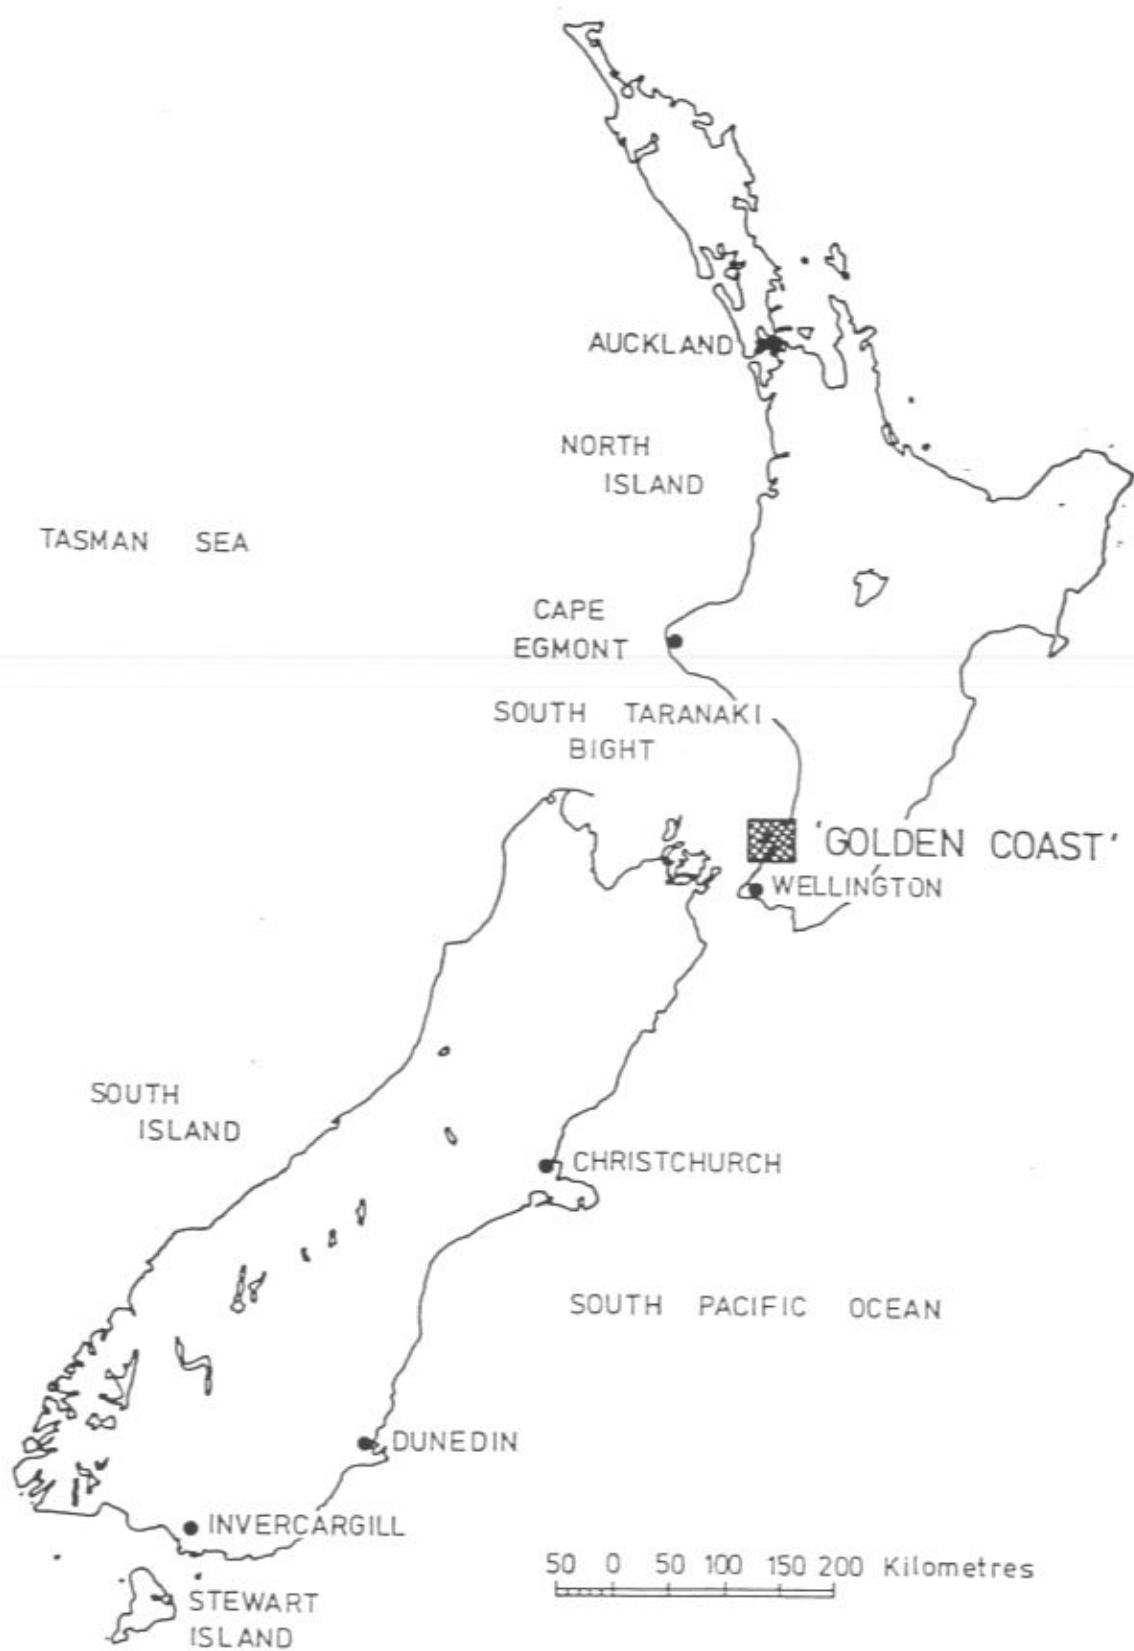 AUCKLAND
NORTH
ISLAND
TASMAN SEA
CAPE
EGMONT
SOUTH TARANAKI
BIGHT
'GOLDEN COAST'
WELLINGTON
SOUTH
ISLAND
CHRISTCHURCH
SOUTH PACIFIC OCEAN
DUNEDIN
INVERCARGILL
50 0 50 100 150 200 Kilometres
STEWART
ISLAND